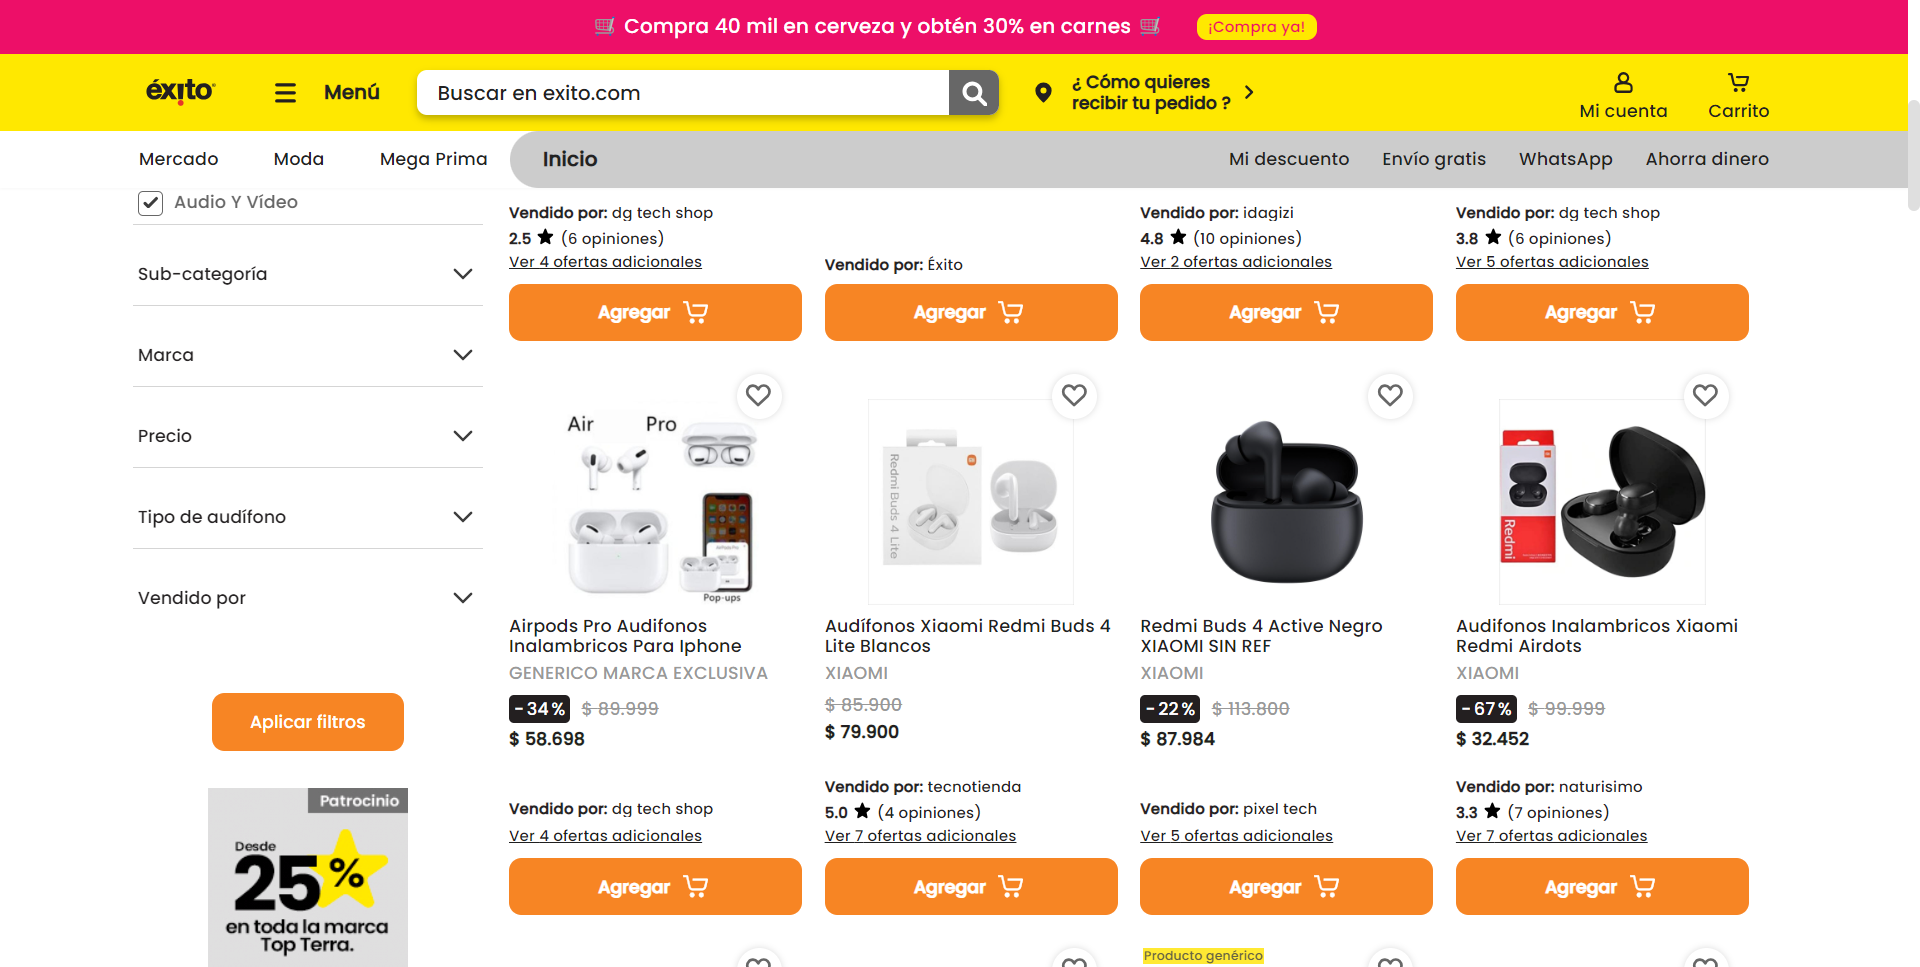 🛒 Compra 40 mil en cerveza y obtén 30% en carnes 🛒 ¡Compra ya!
éxito
Menú
Buscar en exito.com
¿ Cómo quieres
recibir tu pedido ?
Mi cuenta
Carrito
Mercado
Moda
Mega Prima
Inicio
Mi descuento
Envío gratis
WhatsApp
Ahorra dinero
Audio Y Vídeo
Sub-categoría
Marca
Precio
Tipo de audífono
Vendido por
Aplicar filtros
Patrocinio
Desde
25%
en toda la marca
Top Terra.
Vendido por: dg tech shop
2.5 ★ (6 opiniones)
Ver 4 ofertas adicionales
Agregar
Vendido por: Éxito
Agregar
Vendido por: idagizi
4.8 ★ (10 opiniones)
Ver 2 ofertas adicionales
Agregar
Vendido por: dg tech shop
3.8 ★ (6 opiniones)
Ver 5 ofertas adicionales
Agregar
Air Pro
Pop-ups
Airpods Pro Audifonos
Inalambricos Para Iphone
GENERICO MARCA EXCLUSIVA
-34% $ 89.999
$ 58.698
Vendido por: dg tech shop
Ver 4 ofertas adicionales
Agregar
Redmi Buds 4 Lite
Audífonos Xiaomi Redmi Buds 4
Lite Blancos
XIAOMI
$ 85.900
$ 79.900
Vendido por: tecnotienda
5.0 ★ (4 opiniones)
Ver 7 ofertas adicionales
Agregar
Redmi Buds 4 Active Negro
XIAOMI SIN REF
XIAOMI
-22% $ 113.800
$ 87.984
Vendido por: pixel tech
Ver 5 ofertas adicionales
Agregar
Redmi
Audifonos Inalambricos Xiaomi
Redmi Airdots
XIAOMI
-67% $ 99.999
$ 32.452
Vendido por: naturisimo
3.3 ★ (7 opiniones)
Ver 7 ofertas adicionales
Agregar
Producto genérico